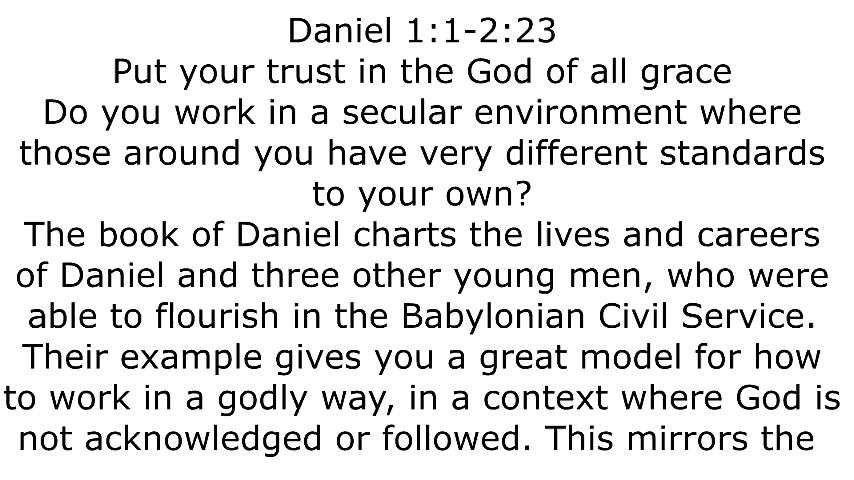 Daniel 1:1-2:23
Put your trust in the God of all grace
Do you work in a secular environment where
those around you have very different standards
to your own?
The book of Daniel charts the lives and careers
of Daniel and three other young men, who were
able to flourish in the Babylonian Civil Service.
Their example gives you a great model for how
to work in a godly way, in a context where God is
not acknowledged or followed. This mirrors the